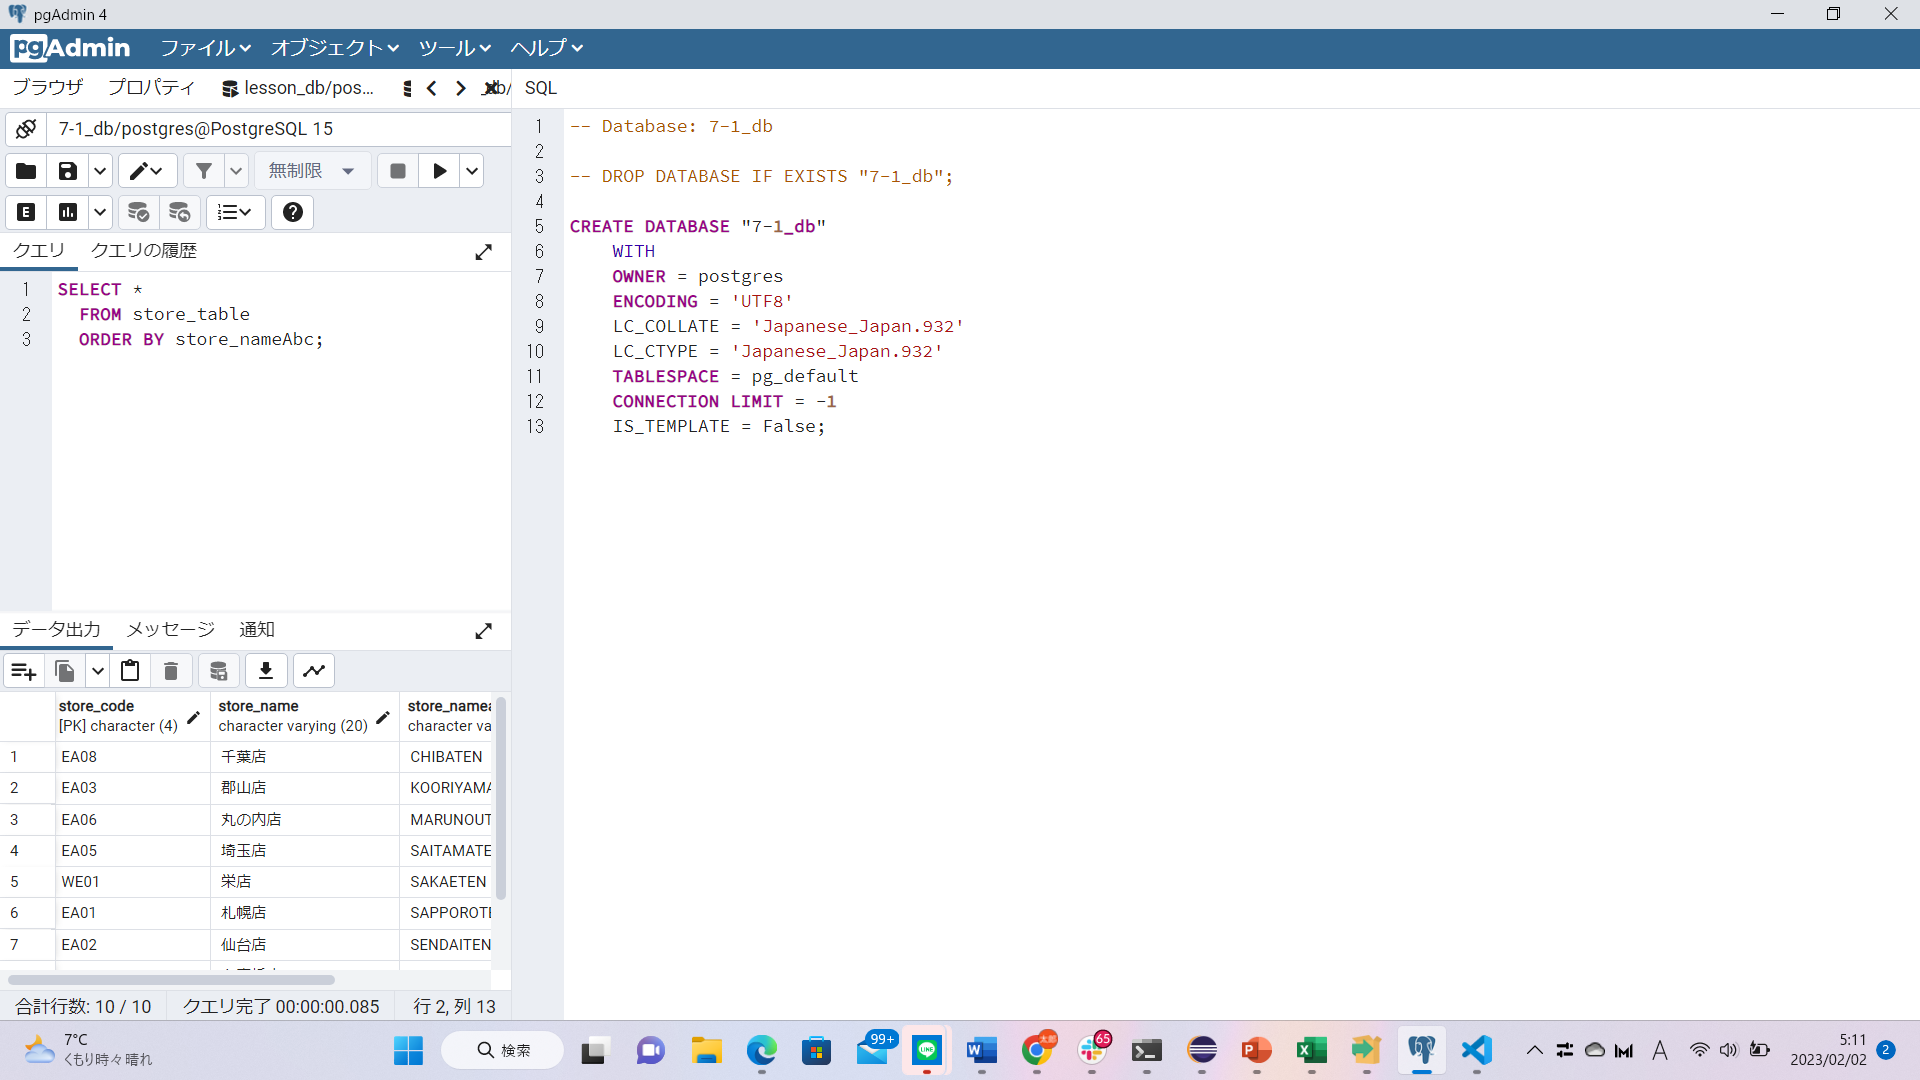 pgAdmin 4
pgAdmin ファイル オブジェクト ツール ヘルプ
ブラウザ プロパティ lesson_db/pos... _db/ SQL
7-1_db/postgres@PostgreSQL 15
無制限
E
クエリ クエリの履歴
1 SELECT *
2 FROM store_table
3 ORDER BY store_nameAbc;
データ出力 メッセージ 通知
store_code store_name store_namea
[PK] character (4) character varying (20) character va
1 EA08 千葉店 CHIBATEN
2 EA03 郡山店 KOORIYAMA
3 EA06 丸の内店 MARUNOUT
4 EA05 埼玉店 SAITAMATE
5 WE01 栄店 SAKAETEN
6 EA01 札幌店 SAPPOROTE
7 EA02 仙台店 SENDAITEN
合計行数: 10 / 10 クエリ完了 00:00:00.085 行 2, 列 13
1 -- Database: 7-1_db
2
3 -- DROP DATABASE IF EXISTS "7-1_db";
4
5 CREATE DATABASE "7-1_db"
6 WITH
7 OWNER = postgres
8 ENCODING = 'UTF8'
9 LC_COLLATE = 'Japanese_Japan.932'
10 LC_CTYPE = 'Japanese_Japan.932'
11 TABLESPACE = pg_default
12 CONNECTION LIMIT = -1
13 IS_TEMPLATE = False;
7°C
くもり時々晴れ
検索
99+
LINE
W
太郎
65
P
X
A
5:11
2023/02/02
2